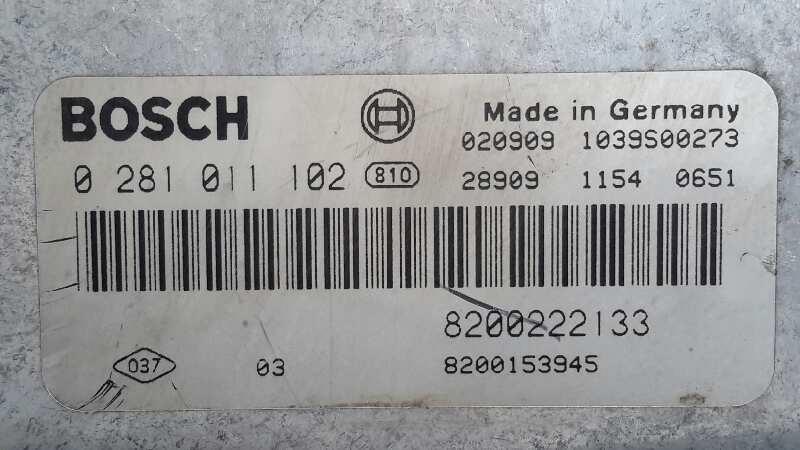 BOSCH
Made in Germany
020909 1039S00273
0 281 011 102 810 28909 1154 0651
8200222133
037 03 8200153945